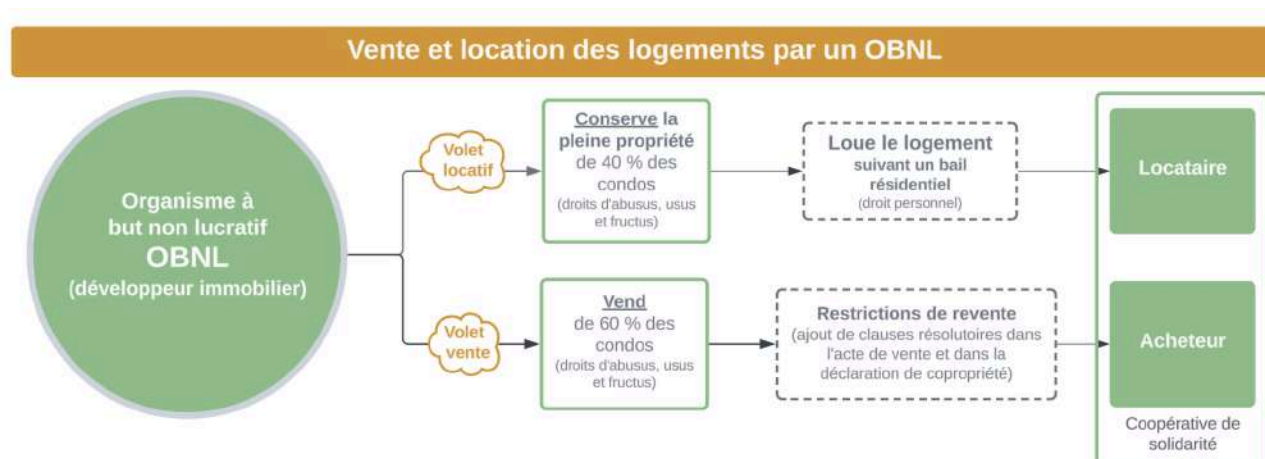 Vente et location des logements par un OBNL
Organisme à
but non lucratif
OBNL
(développeur immobilier)
Volet
locatif
Conserve la
pleine propriété
de 40 % des
condos
(droits d'abusus, usus
et fructus)
Loue le logement
suivant un bail
résidentiel
(droit personnel)
Locataire
Volet
vente
Vend
de 60 % des
condos
(droits d'abusus, usus
et fructus)
Restrictions de revente
(ajout de clauses résolutoires dans
l'acte de vente et dans la
déclaration de copropriété)
Acheteur
Coopérative de
solidarité